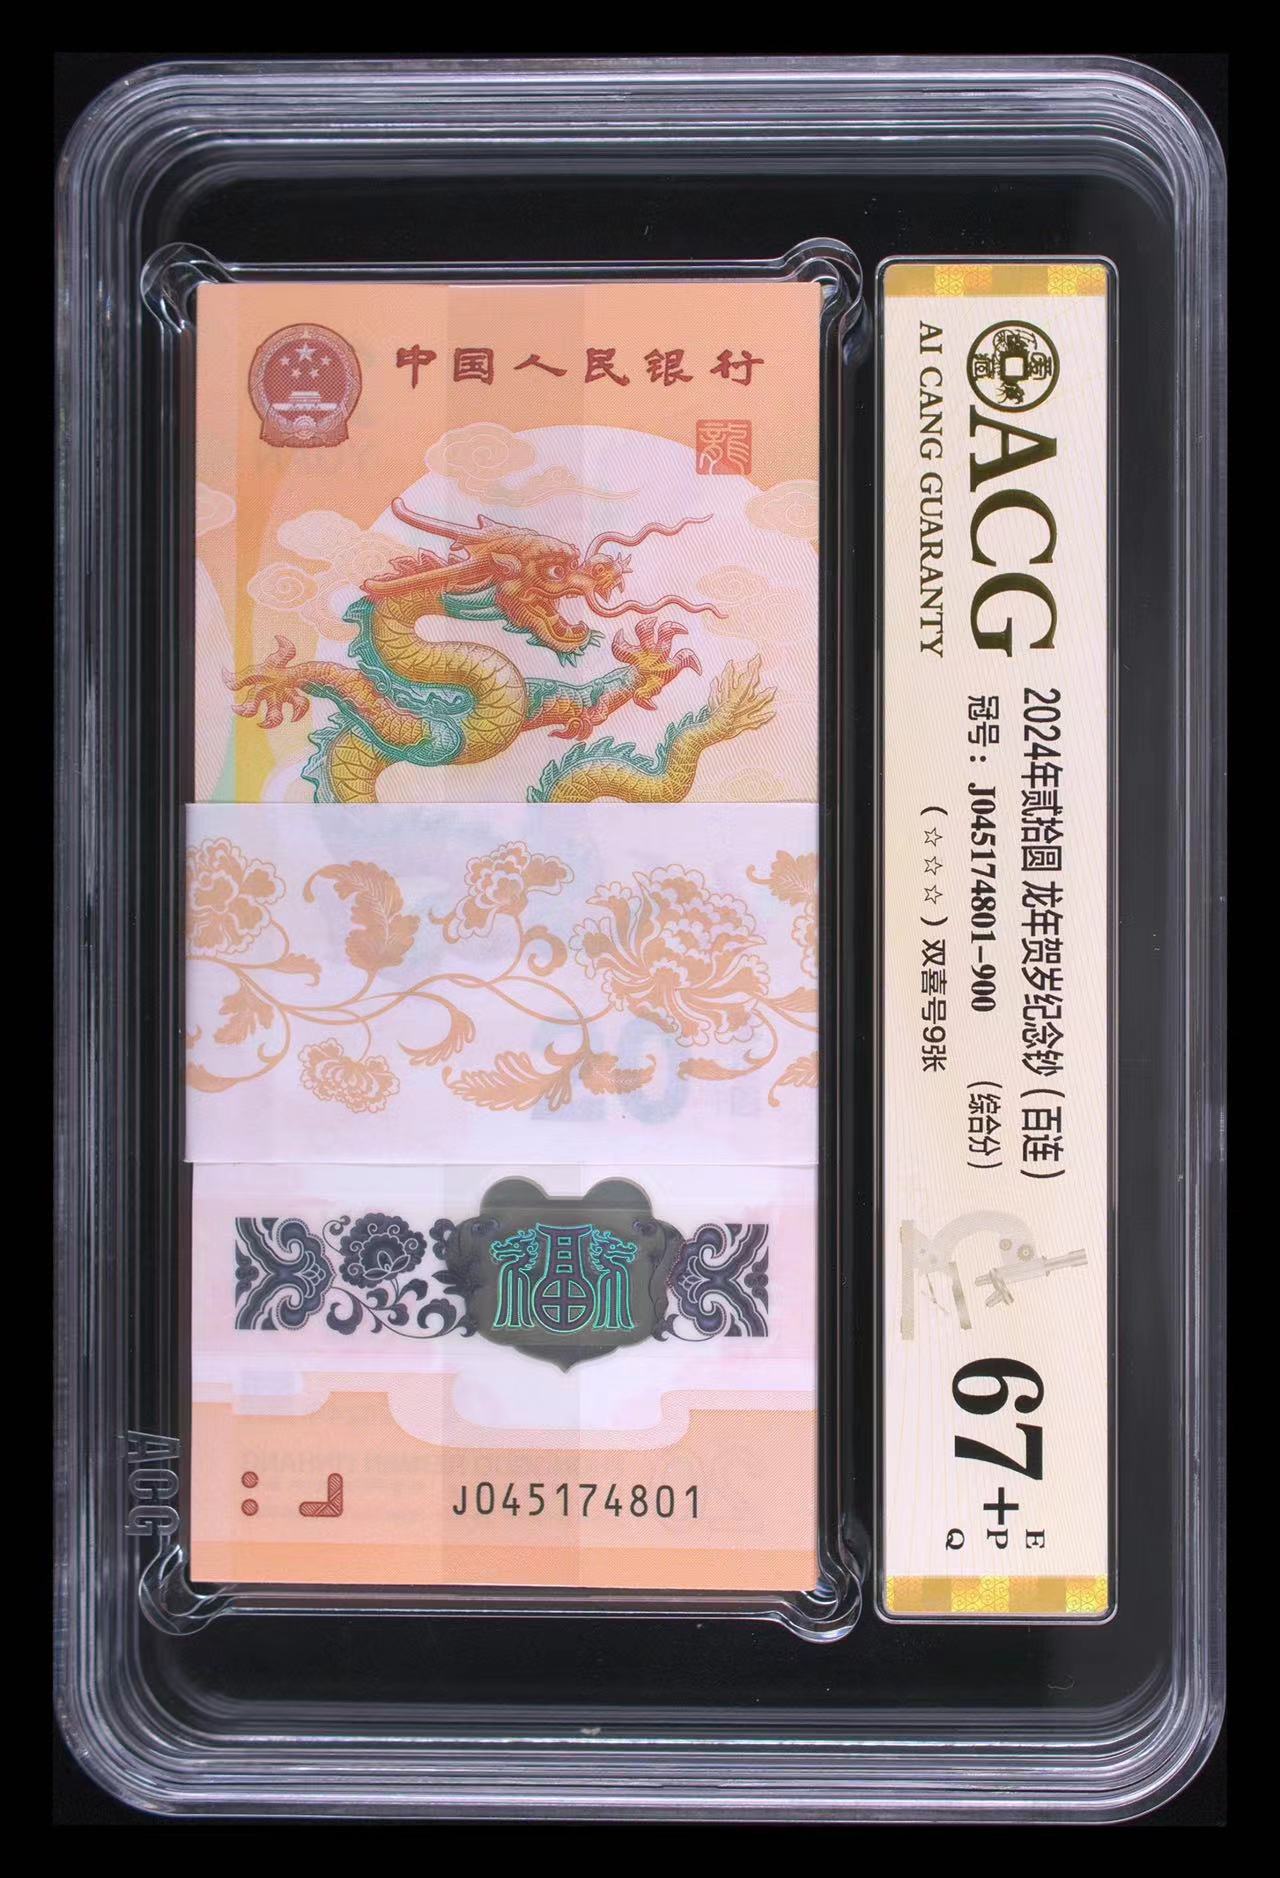 中国人民银行
龍
20
福
J045174801
ACG
ACG
AI CANG GUARANTY
2024年贰拾圆 龙年贺岁纪念钞（百连）
冠号：J045174801-900 （综合分）
（☆☆☆）双喜号9张
67+
E
P
Q